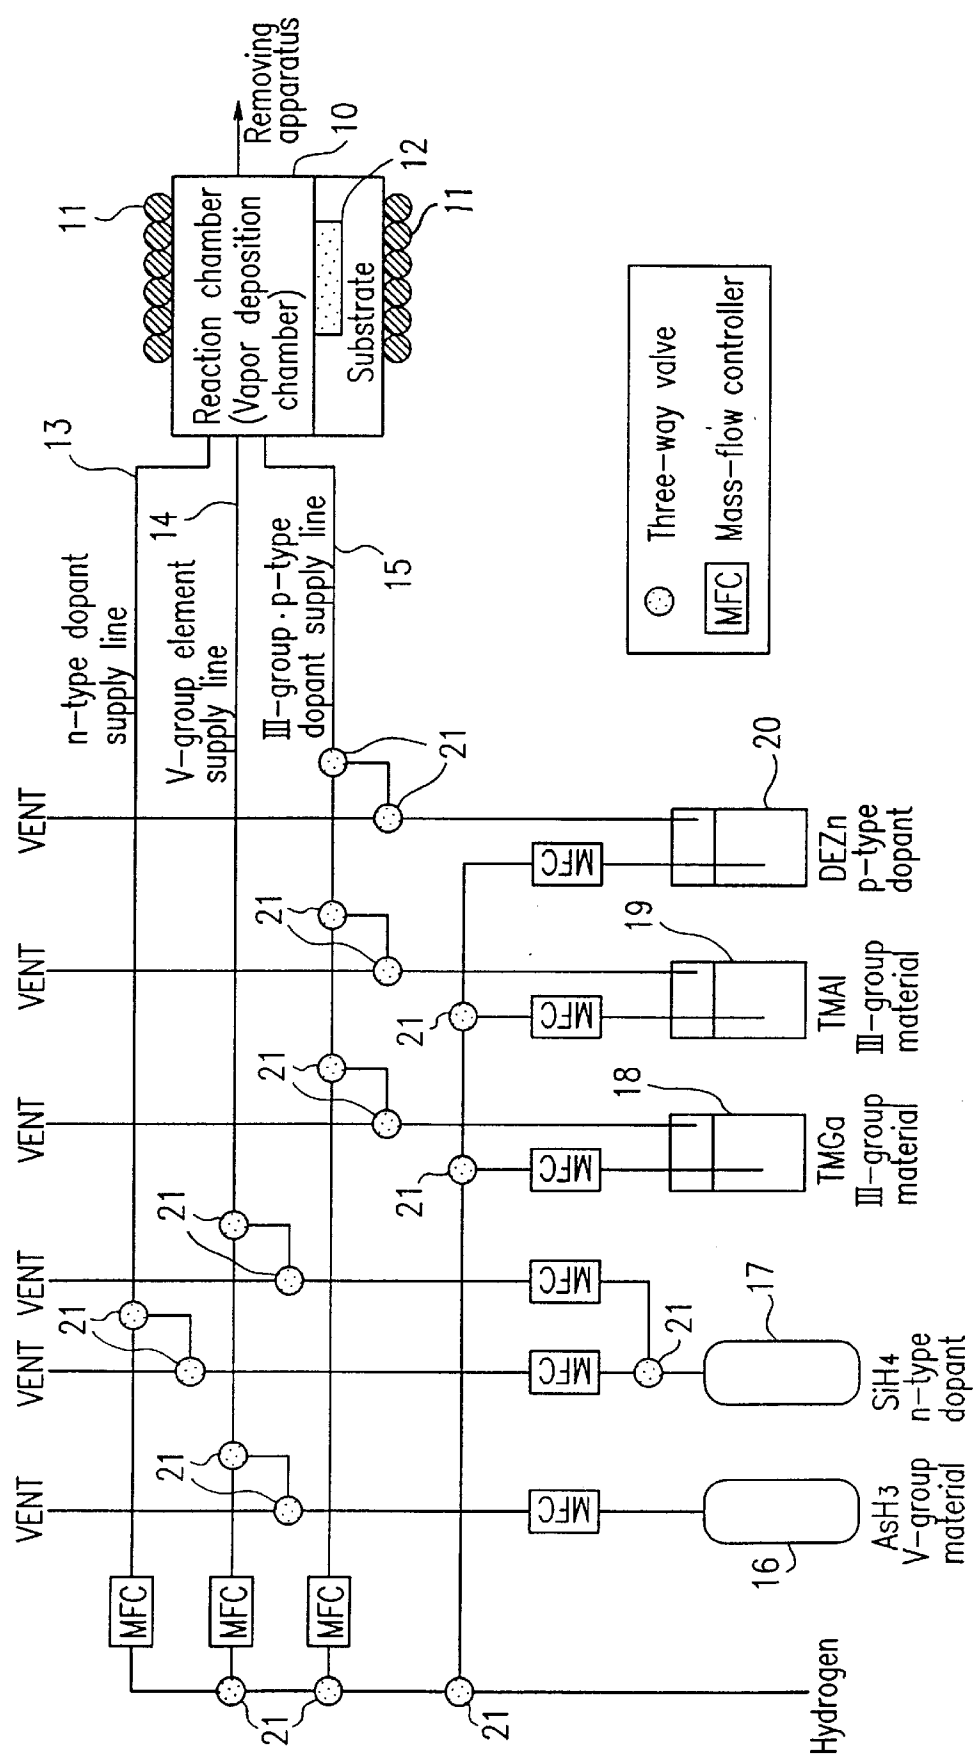 Removing
apparatus
10
12
11
11
Reaction chamber
(Vapor deposition
chamber)
Substrate
13
n-type dopant
supply line
14
V-group element
supply line
III-group·p-type
dopant supply line
15
Three-way valve
MFC
Mass-flow controller
VENT
VENT
VENT
VENT
VENT
VENT
21
21
21
21
21
21
21
21
21
21
21
MFC
MFC
MFC
MFC
MFC
MFC
MFC
MFC
MFC
Hydrogen
16
AsH3
V-group
material
17
SiH4
n-type
dopant
18
TMGa
III-group
material
19
TMAl
III-group
material
20
DEZn
p-type
dopant